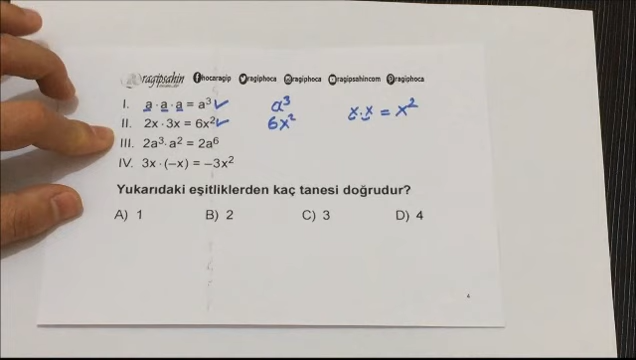 ragipsahin hocaragip ragiphoca ragiphoca ragipsahincom ragiphoca
I. a · a · a = a³ ✓ a³ x·x = x²
II. 2x · 3x = 6x² ✓ 6x²
III. 2a³· a² = 2a⁶
IV. 3x · (−x) = −3x²
Yukarıdaki eşitliklerden kaç tanesi doğrudur?
A) 1 B) 2 C) 3 D) 4